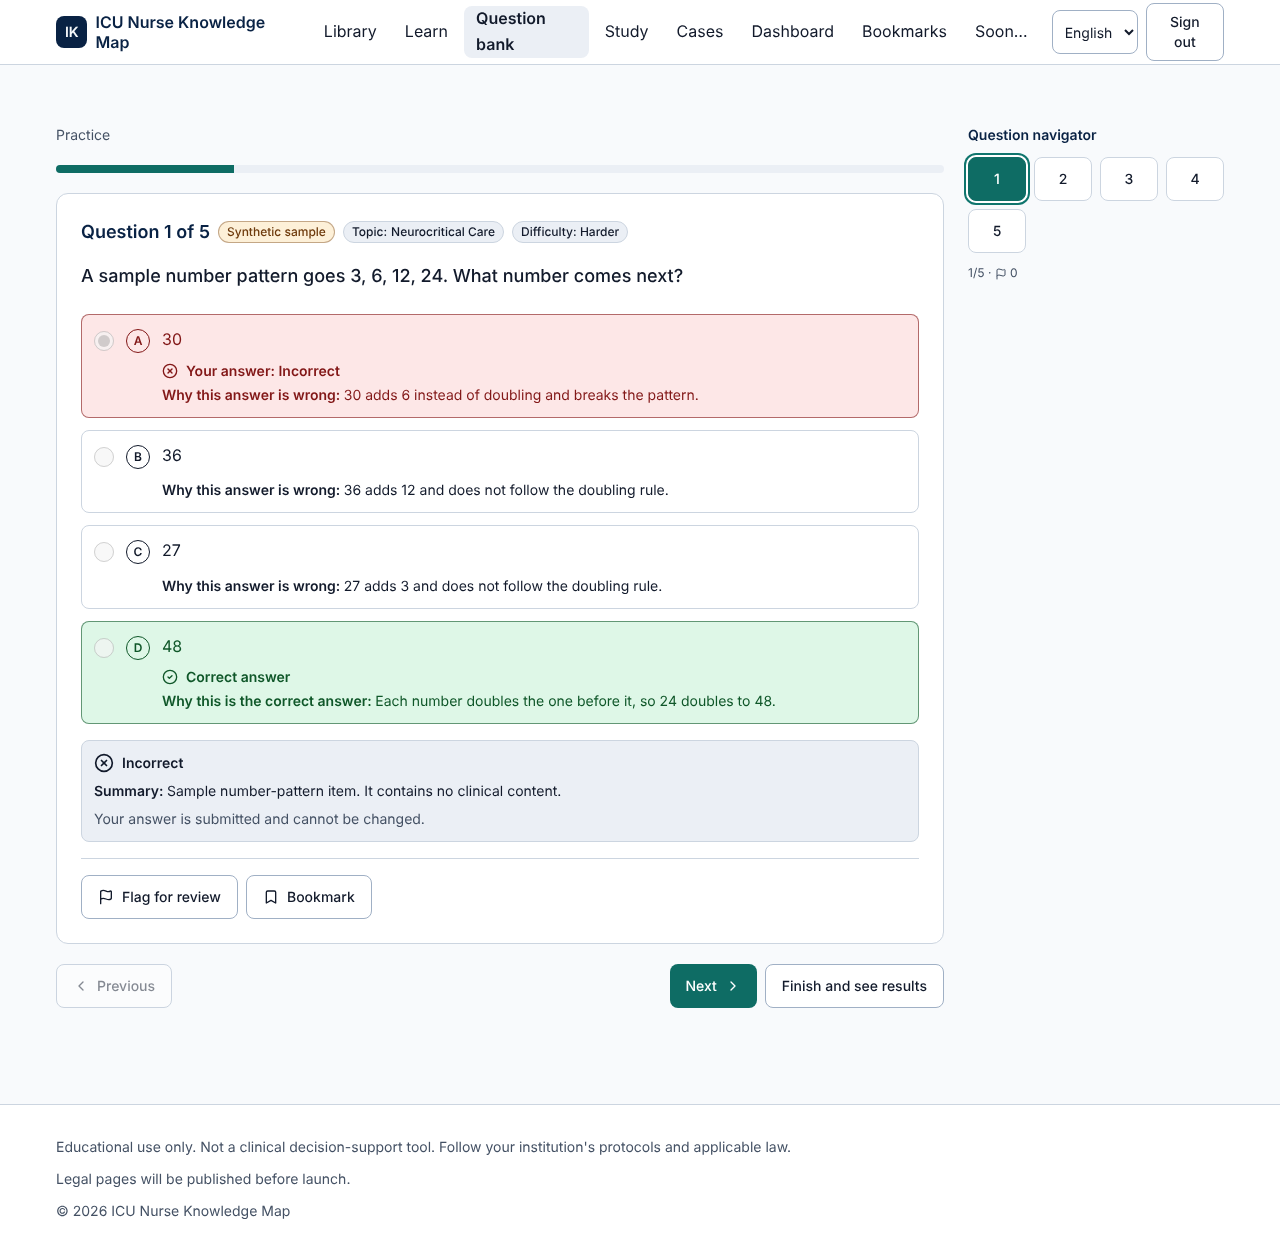 IK
ICU Nurse Knowledge
Map
Library
Learn
Question
bank
Study
Cases
Dashboard
Bookmarks
Soon...
English
Sign
out
Practice
Question 1 of 5
Synthetic sample
Topic: Neurocritical Care
Difficulty: Harder
A sample number pattern goes 3, 6, 12, 24. What number comes next?
A
30
Your answer: Incorrect
Why this answer is wrong: 30 adds 6 instead of doubling and breaks the pattern.
B
36
Why this answer is wrong: 36 adds 12 and does not follow the doubling rule.
C
27
Why this answer is wrong: 27 adds 3 and does not follow the doubling rule.
D
48
Correct answer
Why this is the correct answer: Each number doubles the one before it, so 24 doubles to 48.
Incorrect
Summary: Sample number-pattern item. It contains no clinical content.
Your answer is submitted and cannot be changed.
Flag for review
Bookmark
Previous
Next
Finish and see results
Question navigator
1
2
3
4
5
1/5 · 0
Educational use only. Not a clinical decision-support tool. Follow your institution's protocols and applicable law.
Legal pages will be published before launch.
© 2026 ICU Nurse Knowledge Map